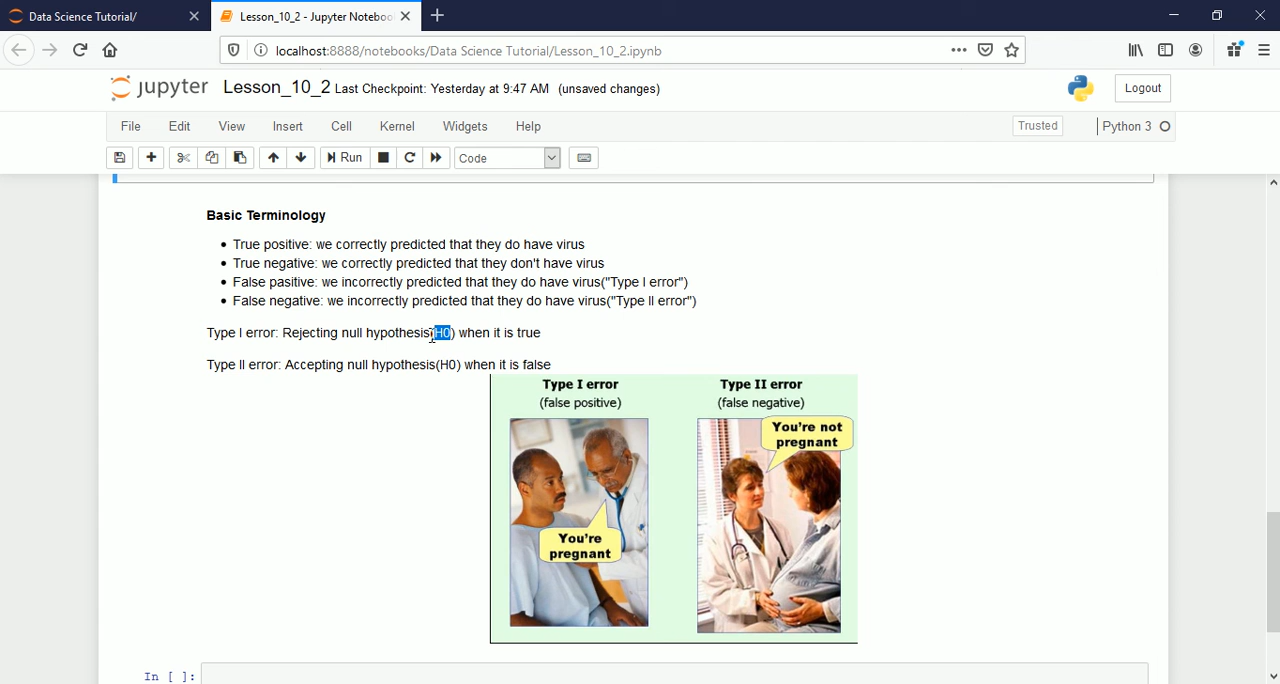 Data Science Tutorial/
Lesson_10_2 - Jupyter Noteboo
localhost:8888/notebooks/Data Science Tutorial/Lesson_10_2.ipynb
jupyter Lesson_10_2 Last Checkpoint: Yesterday at 9:47 AM (unsaved changes)
Logout
File Edit View Insert Cell Kernel Widgets Help
Trusted
Python 3
Run
Code
Basic Terminology
• True positive: we correctly predicted that they do have virus
• True negative: we correctly predicted that they don't have virus
• False pasitive: we incorrectly predicted that they do have virus("Type I error")
• False negative: we incorrectly predicted that they do have virus("Type II error")
Type I error: Rejecting null hypothesis(H0) when it is true
Type II error: Accepting null hypothesis(H0) when it is false
Type I error
(false positive)
You're
pregnant
Type II error
(false negative)
You're not
pregnant
In [ ]: